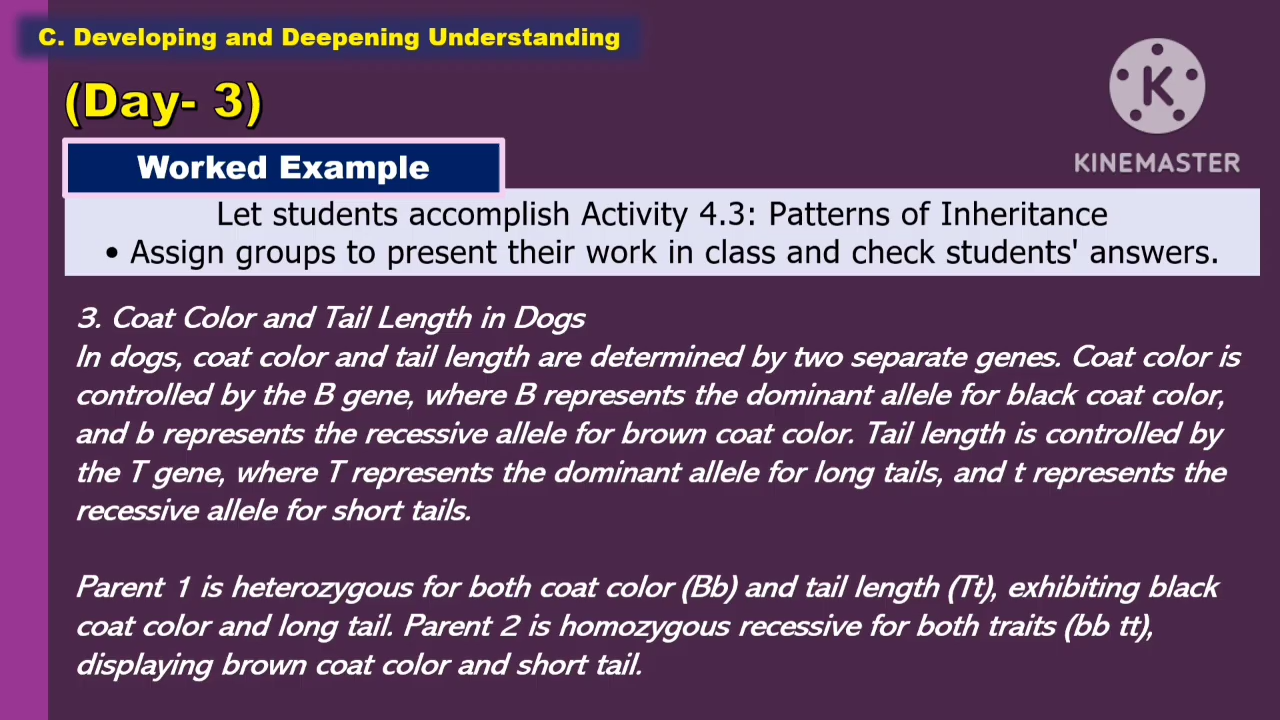 C. Developing and Deepening Understanding
(Day- 3)
KINEMASTER
Worked Example
Let students accomplish Activity 4.3: Patterns of Inheritance
• Assign groups to present their work in class and check students' answers.
3. Coat Color and Tail Length in Dogs
In dogs, coat color and tail length are determined by two separate genes. Coat color is
controlled by the B gene, where B represents the dominant allele for black coat color,
and b represents the recessive allele for brown coat color. Tail length is controlled by
the T gene, where T represents the dominant allele for long tails, and t represents the
recessive allele for short tails.
Parent 1 is heterozygous for both coat color (Bb) and tail length (Tt), exhibiting black
coat color and long tail. Parent 2 is homozygous recessive for both traits (bb tt),
displaying brown coat color and short tail.